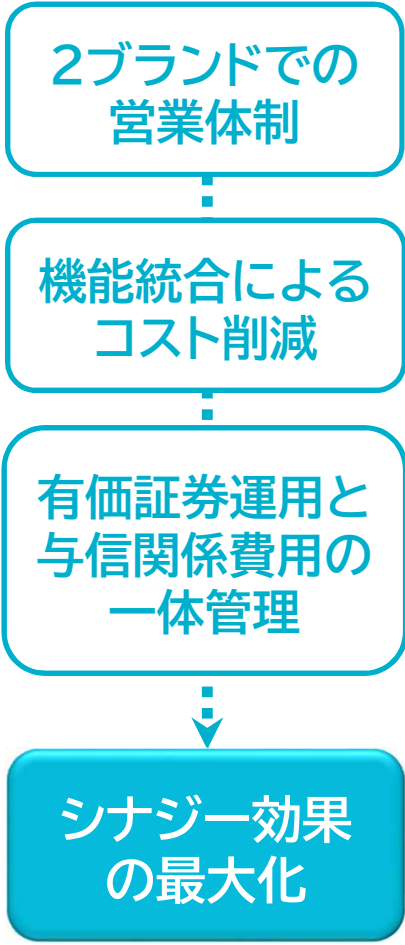 2ブランドでの
営業体制
機能統合による
コスト削減
有価証券運用と
与信関係費用の
一体管理
シナジー効果
の最大化